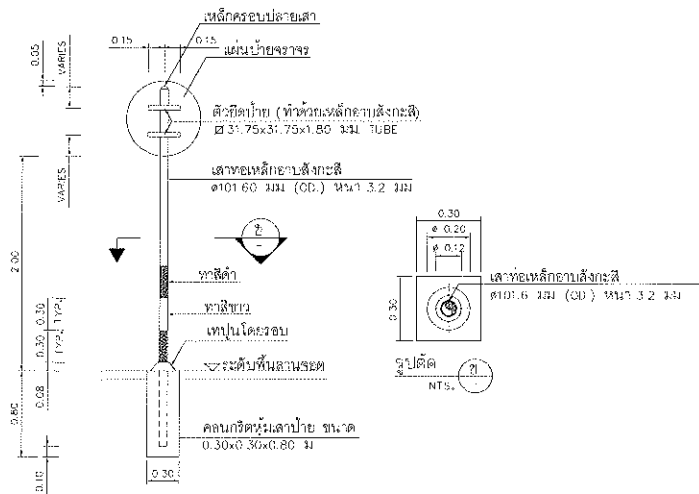 เหล็กครอบปลายเสา
0.15
0.15
แผ่นป้ายจราจร
0.05
VARIES
ตัวยึดป้าย (ทำด้วยเหล็กอาบสังกะสี)
31.75x31.75x1.80 มม. TUBE
VARIES
เสาท่อเหล็กอาบสังกะสี
ø101.60 มม (OD.) หนา 3.2 มม
2.00
ข
-
0.30
ø 0.20
ø 0.12
ทาสีดำ
เสาท่อเหล็กอาบสังกะสี
ø101.6 มม (OD.) หนา 3.2 มม
0.30
0.30 (TYP.)
ทาสีขาว
0.30 (TYP.)
เทปูนโดยรอบ
ระดับพื้นลานจอด
รูปตัด
ข
-
NTS.
0.80
0.08
คอนกรีตหุ้มเสาป้าย ขนาด
0.30x0.30x0.80 ม
0.10
0.30